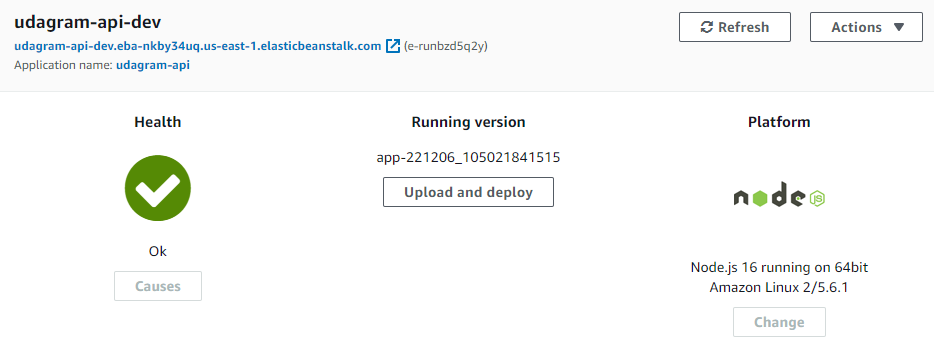 udagram-api-dev
udagram-api-dev.eba-nkby34uq.us-east-1.elasticbeanstalk.com (e-runbzd5q2y)
Application name: udagram-api
Refresh
Actions
Health
Ok
Causes
Running version
app-221206_105021841515
Upload and deploy
Platform
node JS
Node.js 16 running on 64bit
Amazon Linux 2/5.6.1
Change